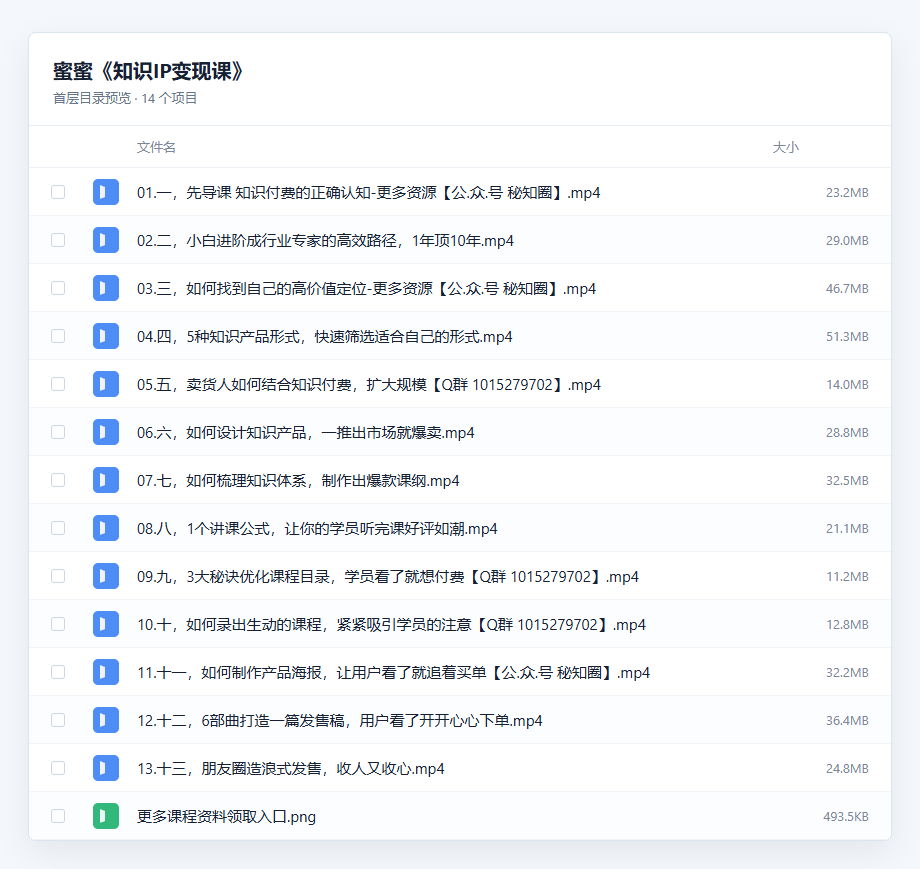 蜜蜜《知识IP变现课》
首层目录预览 · 14 个项目
文件名 大小
01.一，先导课 知识付费的正确认知-更多资源【公.众.号 秘知圈】.mp4 23.2MB
02.二，小白进阶成行业专家的高效路径，1年顶10年.mp4 29.0MB
03.三，如何找到自己的高价值定位-更多资源【公.众.号 秘知圈】.mp4 46.7MB
04.四，5种知识产品形式，快速筛选适合自己的形式.mp4 51.3MB
05.五，卖货人如何结合知识付费，扩大规模【Q群 1015279702】.mp4 14.0MB
06.六，如何设计知识产品，一推出市场就爆卖.mp4 28.8MB
07.七，如何梳理知识体系，制作出爆款课纲.mp4 32.5MB
08.八，1个讲课公式，让你的学员听完课好评如潮.mp4 21.1MB
09.九，3大秘诀优化课程目录，学员看了就想付费【Q群 1015279702】.mp4 11.2MB
10.十，如何录出生动的课程，紧紧吸引学员的注意【Q群 1015279702】.mp4 12.8MB
11.十一，如何制作产品海报，让用户看了就追着买单【公.众.号 秘知圈】.mp4 32.2MB
12.十二，6部曲打造一篇发售稿，用户看了开开心心下单.mp4 36.4MB
13.十三，朋友圈造浪式发售，收人又收心.mp4 24.8MB
更多课程资料领取入口.png 493.5KB